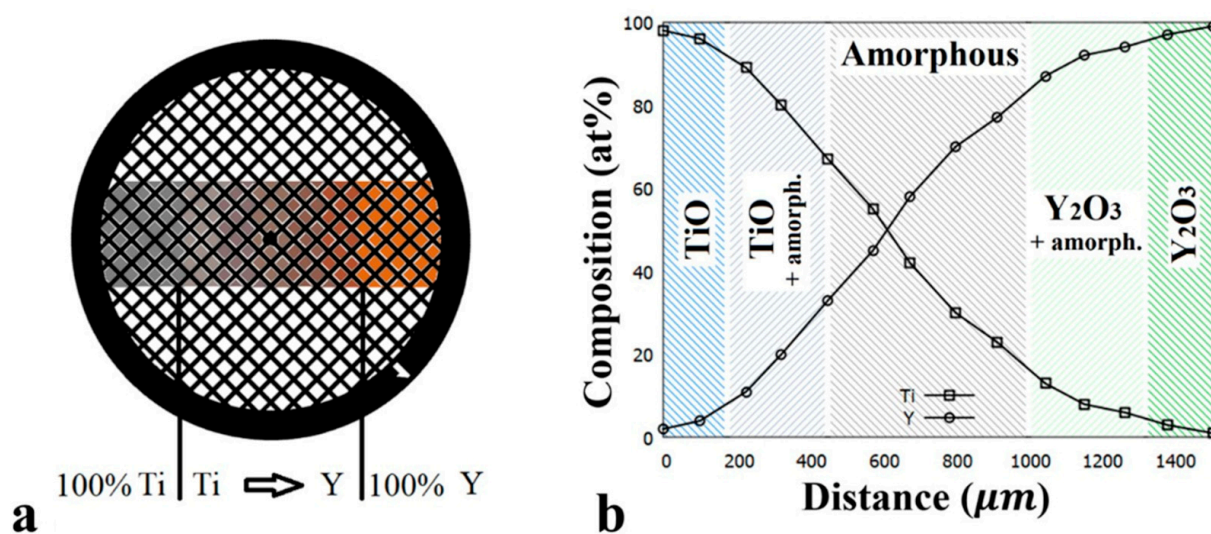 100% Ti Ti ⇨ Y 100% Y
a
Composition (at%)
100
80
60
40
20
0
TiO
TiO
+ amorph.
Amorphous
Y₂O₃
+ amorph.
Y₂O₃
Ti
Y
0 200 400 600 800 1000 1200 1400
Distance (μm)
b